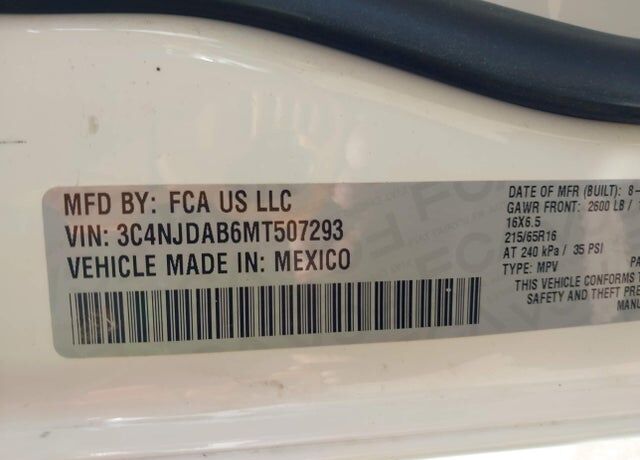 MFD BY: FCA US LLC
VIN: 3C4NJDAB6MT507293
VEHICLE MADE IN: MEXICO
DATE OF MFR (BUILT): 8-
GAWR FRONT: 2600 LB /
16X6.5
215/65R16
AT 240 kPa / 35 PSI
TYPE: MPV
THIS VEHICLE CONFORMS
SAFETY AND THEFT PRE